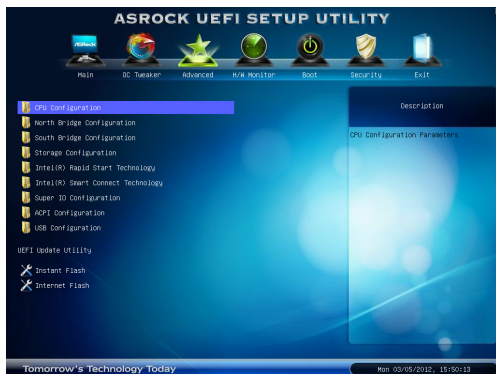 ASROCK UEFI SETUP UTILITY
ASRock
Main OC Tweaker Advanced H/W Monitor Boot Security Exit
CPU Configuration
North Bridge Configuration
South Bridge Configuration
Storage Configuration
Intel(R) Rapid Start Technology
Intel(R) Smart Connect Technology
Super IO Configuration
ACPI Configuration
USB Configuration
UEFI Update Utility
Instant Flash
Internet Flash
Description
CPU Configuration Parameters
Tomorrow's Technology Today
Mon 03/05/2012, 15:50:13